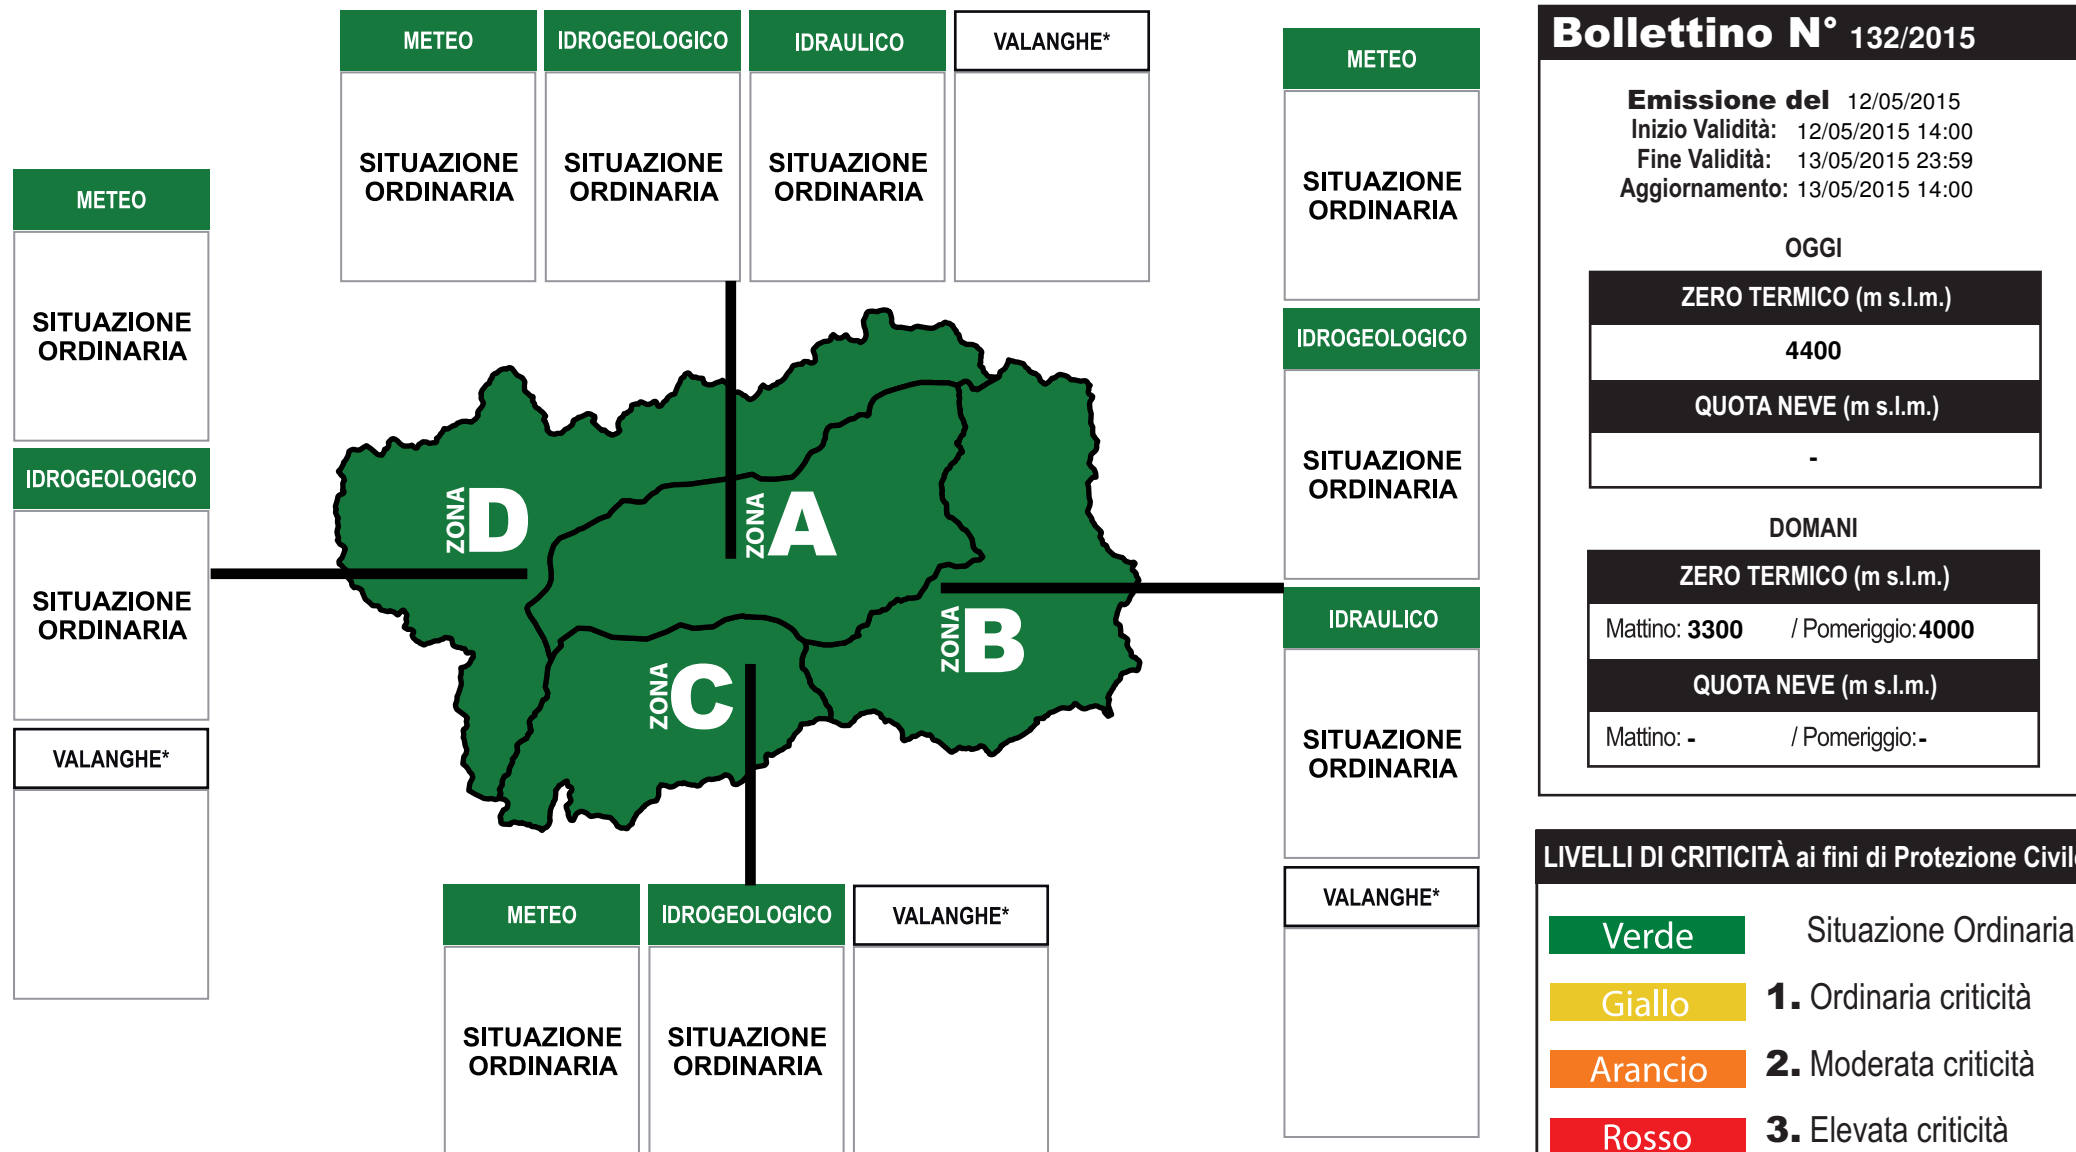 METEO
IDROGEOLOGICO
IDRAULICO
VALANGHE*
SITUAZIONE
ORDINARIA
SITUAZIONE
ORDINARIA
SITUAZIONE
ORDINARIA
METEO
SITUAZIONE
ORDINARIA
IDROGEOLOGICO
SITUAZIONE
ORDINARIA
VALANGHE*
ZONA D
ZONA A
ZONA B
ZONA C
METEO
SITUAZIONE
ORDINARIA
IDROGEOLOGICO
SITUAZIONE
ORDINARIA
IDRAULICO
SITUAZIONE
ORDINARIA
VALANGHE*
METEO
IDROGEOLOGICO
VALANGHE*
SITUAZIONE
ORDINARIA
SITUAZIONE
ORDINARIA
Bollettino N° 132/2015
Emissione del 12/05/2015
Inizio Validità: 12/05/2015 14:00
Fine Validità: 13/05/2015 23:59
Aggiornamento: 13/05/2015 14:00
OGGI
ZERO TERMICO (m s.l.m.)
4400
QUOTA NEVE (m s.l.m.)
-
DOMANI
ZERO TERMICO (m s.l.m.)
Mattino: 3300 / Pomeriggio: 4000
QUOTA NEVE (m s.l.m.)
Mattino: - / Pomeriggio: -
LIVELLI DI CRITICITÀ ai fini di Protezione Civil
Verde Situazione Ordinaria
Giallo 1. Ordinaria criticità
Arancio 2. Moderata criticità
Rosso 3. Elevata criticità